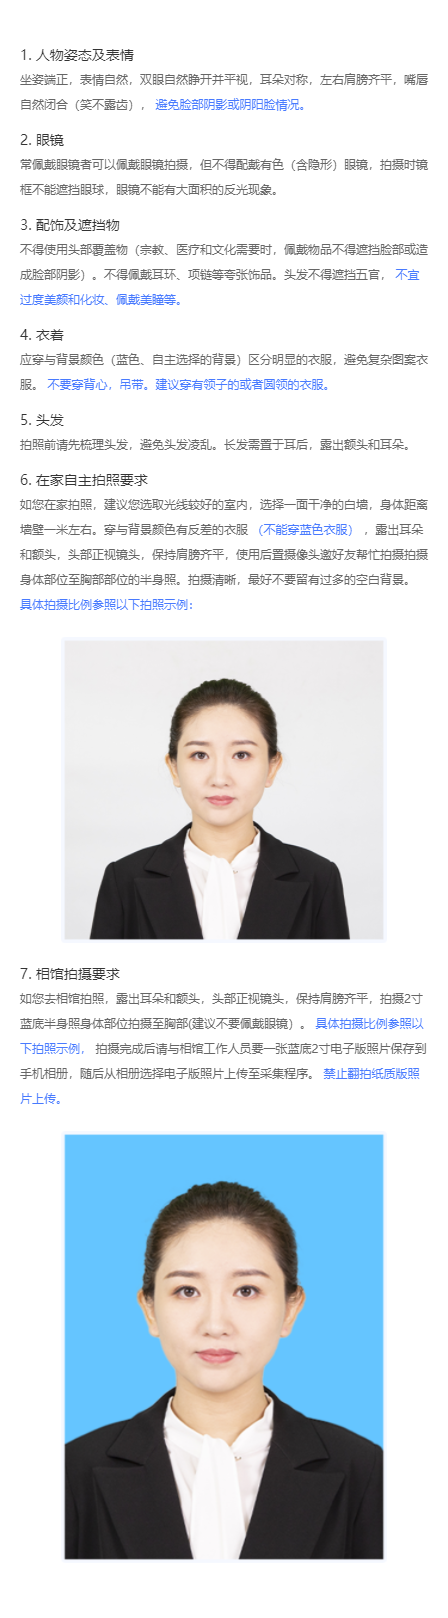 1. 人物姿态及表情
坐姿端正，表情自然，双眼自然睁开并平视，耳朵对称，左右肩膀齐平，嘴唇
自然闭合（笑不露齿），避免脸部阴影或阴阳脸情况。
2. 眼镜
常佩戴眼镜者可以佩戴眼镜拍摄，但不得配戴有色（含隐形）眼镜，拍摄时镜
框不能遮挡眼球，眼镜不能有大面积的反光现象。
3. 配饰及遮挡物
不得使用头部覆盖物（宗教、医疗和文化需要时，佩戴物品不得遮挡脸部或造
成脸部阴影）。不得佩戴耳环、项链等夸张饰品。头发不得遮挡五官，不宜
过度美颜和化妆、佩戴美瞳等。
4. 衣着
应穿与背景颜色（蓝色、自主选择的背景）区分明显的衣服，避免复杂图案衣
服。不要穿背心，吊带。建议穿有领子的或者圆领的衣服。
5. 头发
拍照前请先梳理头发，避免头发凌乱。长发需置于耳后，露出额头和耳朵。
6. 在家自主拍照要求
如您在家拍照，建议您选取光线较好的室内，选择一面干净的白墙，身体距离
墙壁一米左右。穿与背景颜色有反差的衣服（不能穿蓝色衣服），露出耳朵
和额头，头部正视镜头，保持肩膀齐平，使用后置摄像头邀好友帮忙拍摄拍摄
身体部位至胸部部位的半身照。拍摄清晰，最好不要留有过多的空白背景。
具体拍摄比例参照以下拍照示例：
7. 相馆拍摄要求
如您去相馆拍照，露出耳朵和额头，头部正视镜头，保持肩膀齐平，拍摄2寸
蓝底半身照身体部位拍摄至胸部(建议不要佩戴眼镜）。具体拍摄比例参照以
下拍照示例，拍摄完成后请与相馆工作人员要一张蓝底2寸电子版照片保存到
手机相册，随后从相册选择电子版照片上传至采集程序。禁止翻拍纸质版照
片上传。